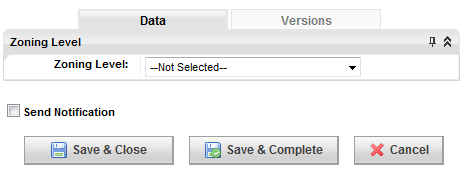 Data Versions
Zoning Level
Zoning Level: --Not Selected--
Send Notification
Save & Close Save & Complete Cancel